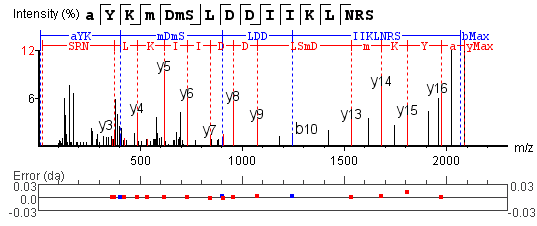 Intensity (%) aYKmDmSLDDIIKLNRS
aYK mDmS LDD IIKLNRS bMax
12 SRN L K I I D D LSmD m K Y a yMax
y5 y14
6 y8 y16
y4 y6 y9 y13 y15
y3 y7 b10
500 1000 1500 2000 m/z
Error (da)
0.03 0.03
0.0 0.0
-0.03 -0.03